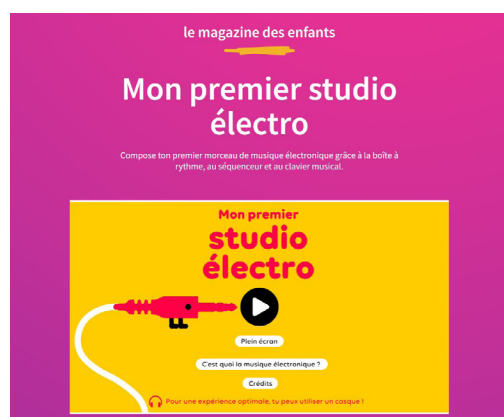 le magazine des enfants
Mon premier studio
électro
Compose ton premier morceau de musique électronique grâce à la boîte à
rythme, au séquenceur et au clavier musical.
Mon premier
studio
électro
Plein écran
C'est quoi la musique électronique ?
Crédits
Pour une expérience optimale, tu peux utiliser un casque !